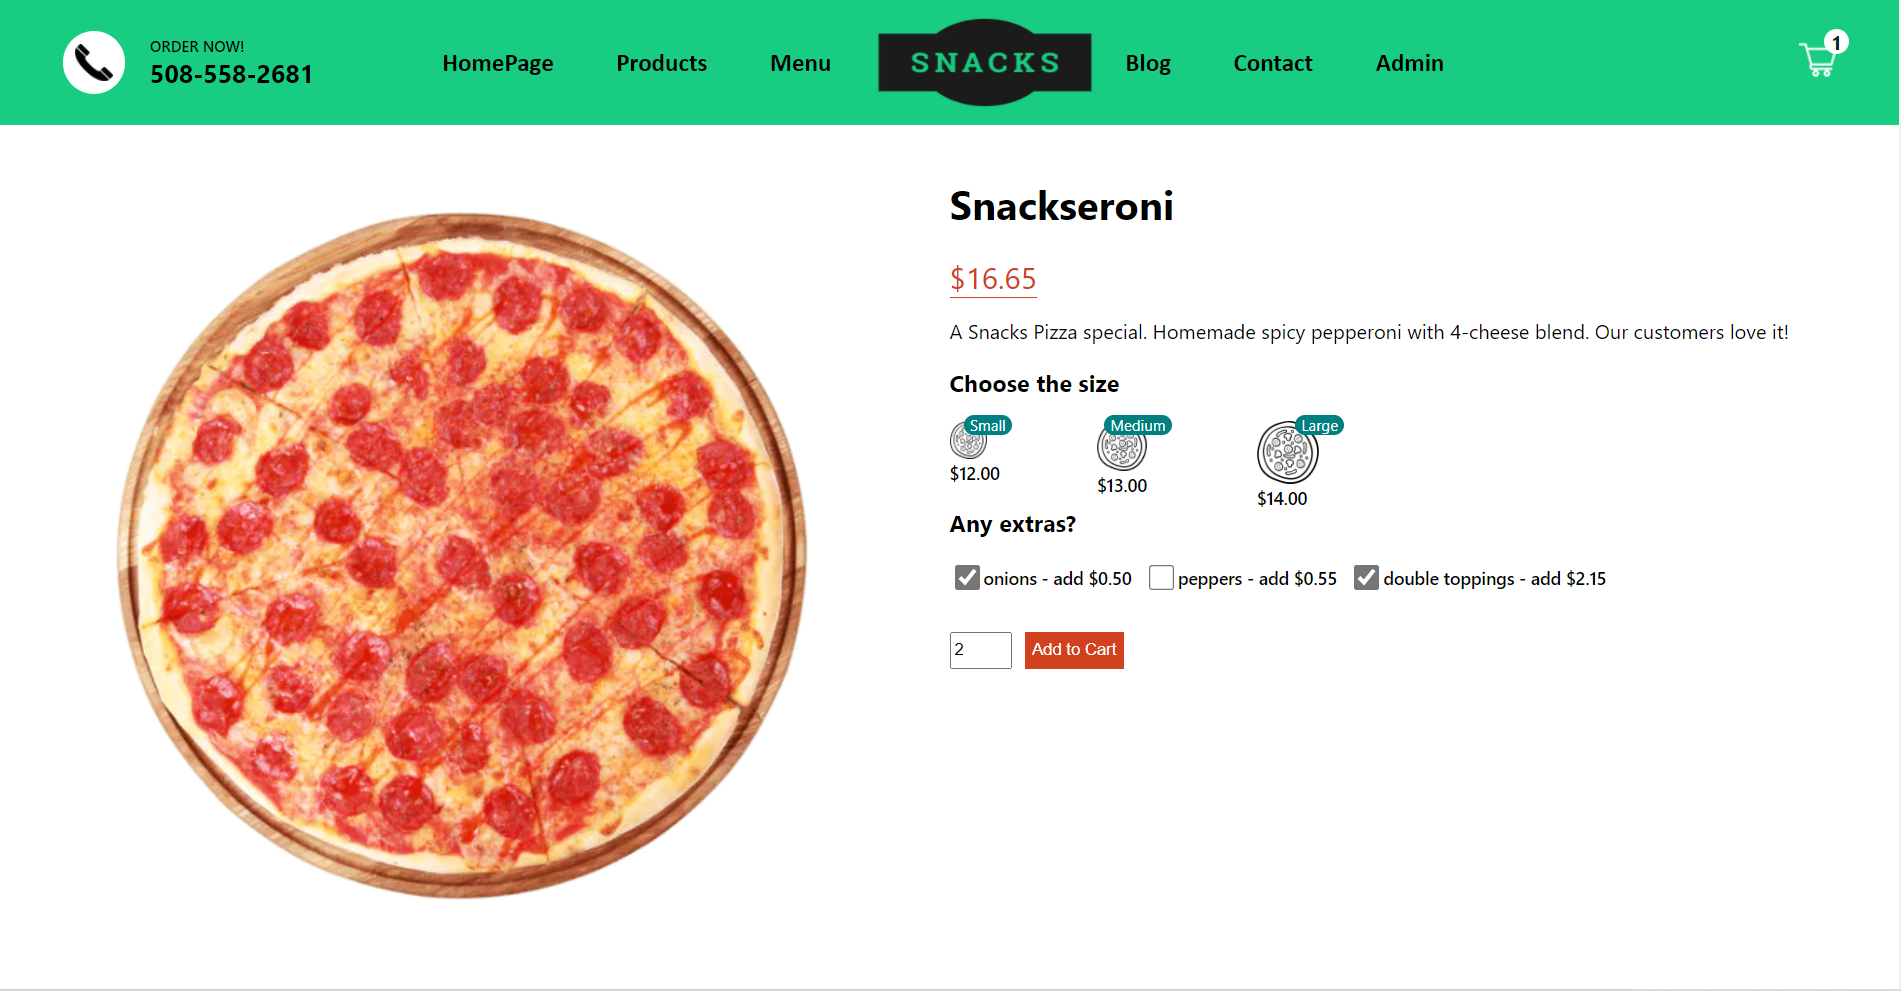 ORDER NOW!
508-558-2681
HomePage
Products
Menu
SNACKS
Blog
Contact
Admin
1
Snackseroni
$16.65
A Snacks Pizza special. Homemade spicy pepperoni with 4-cheese blend. Our customers love it!
Choose the size
Small
$12.00
Medium
$13.00
Large
$14.00
Any extras?
onions - add $0.50
peppers - add $0.55
double toppings - add $2.15
2
Add to Cart